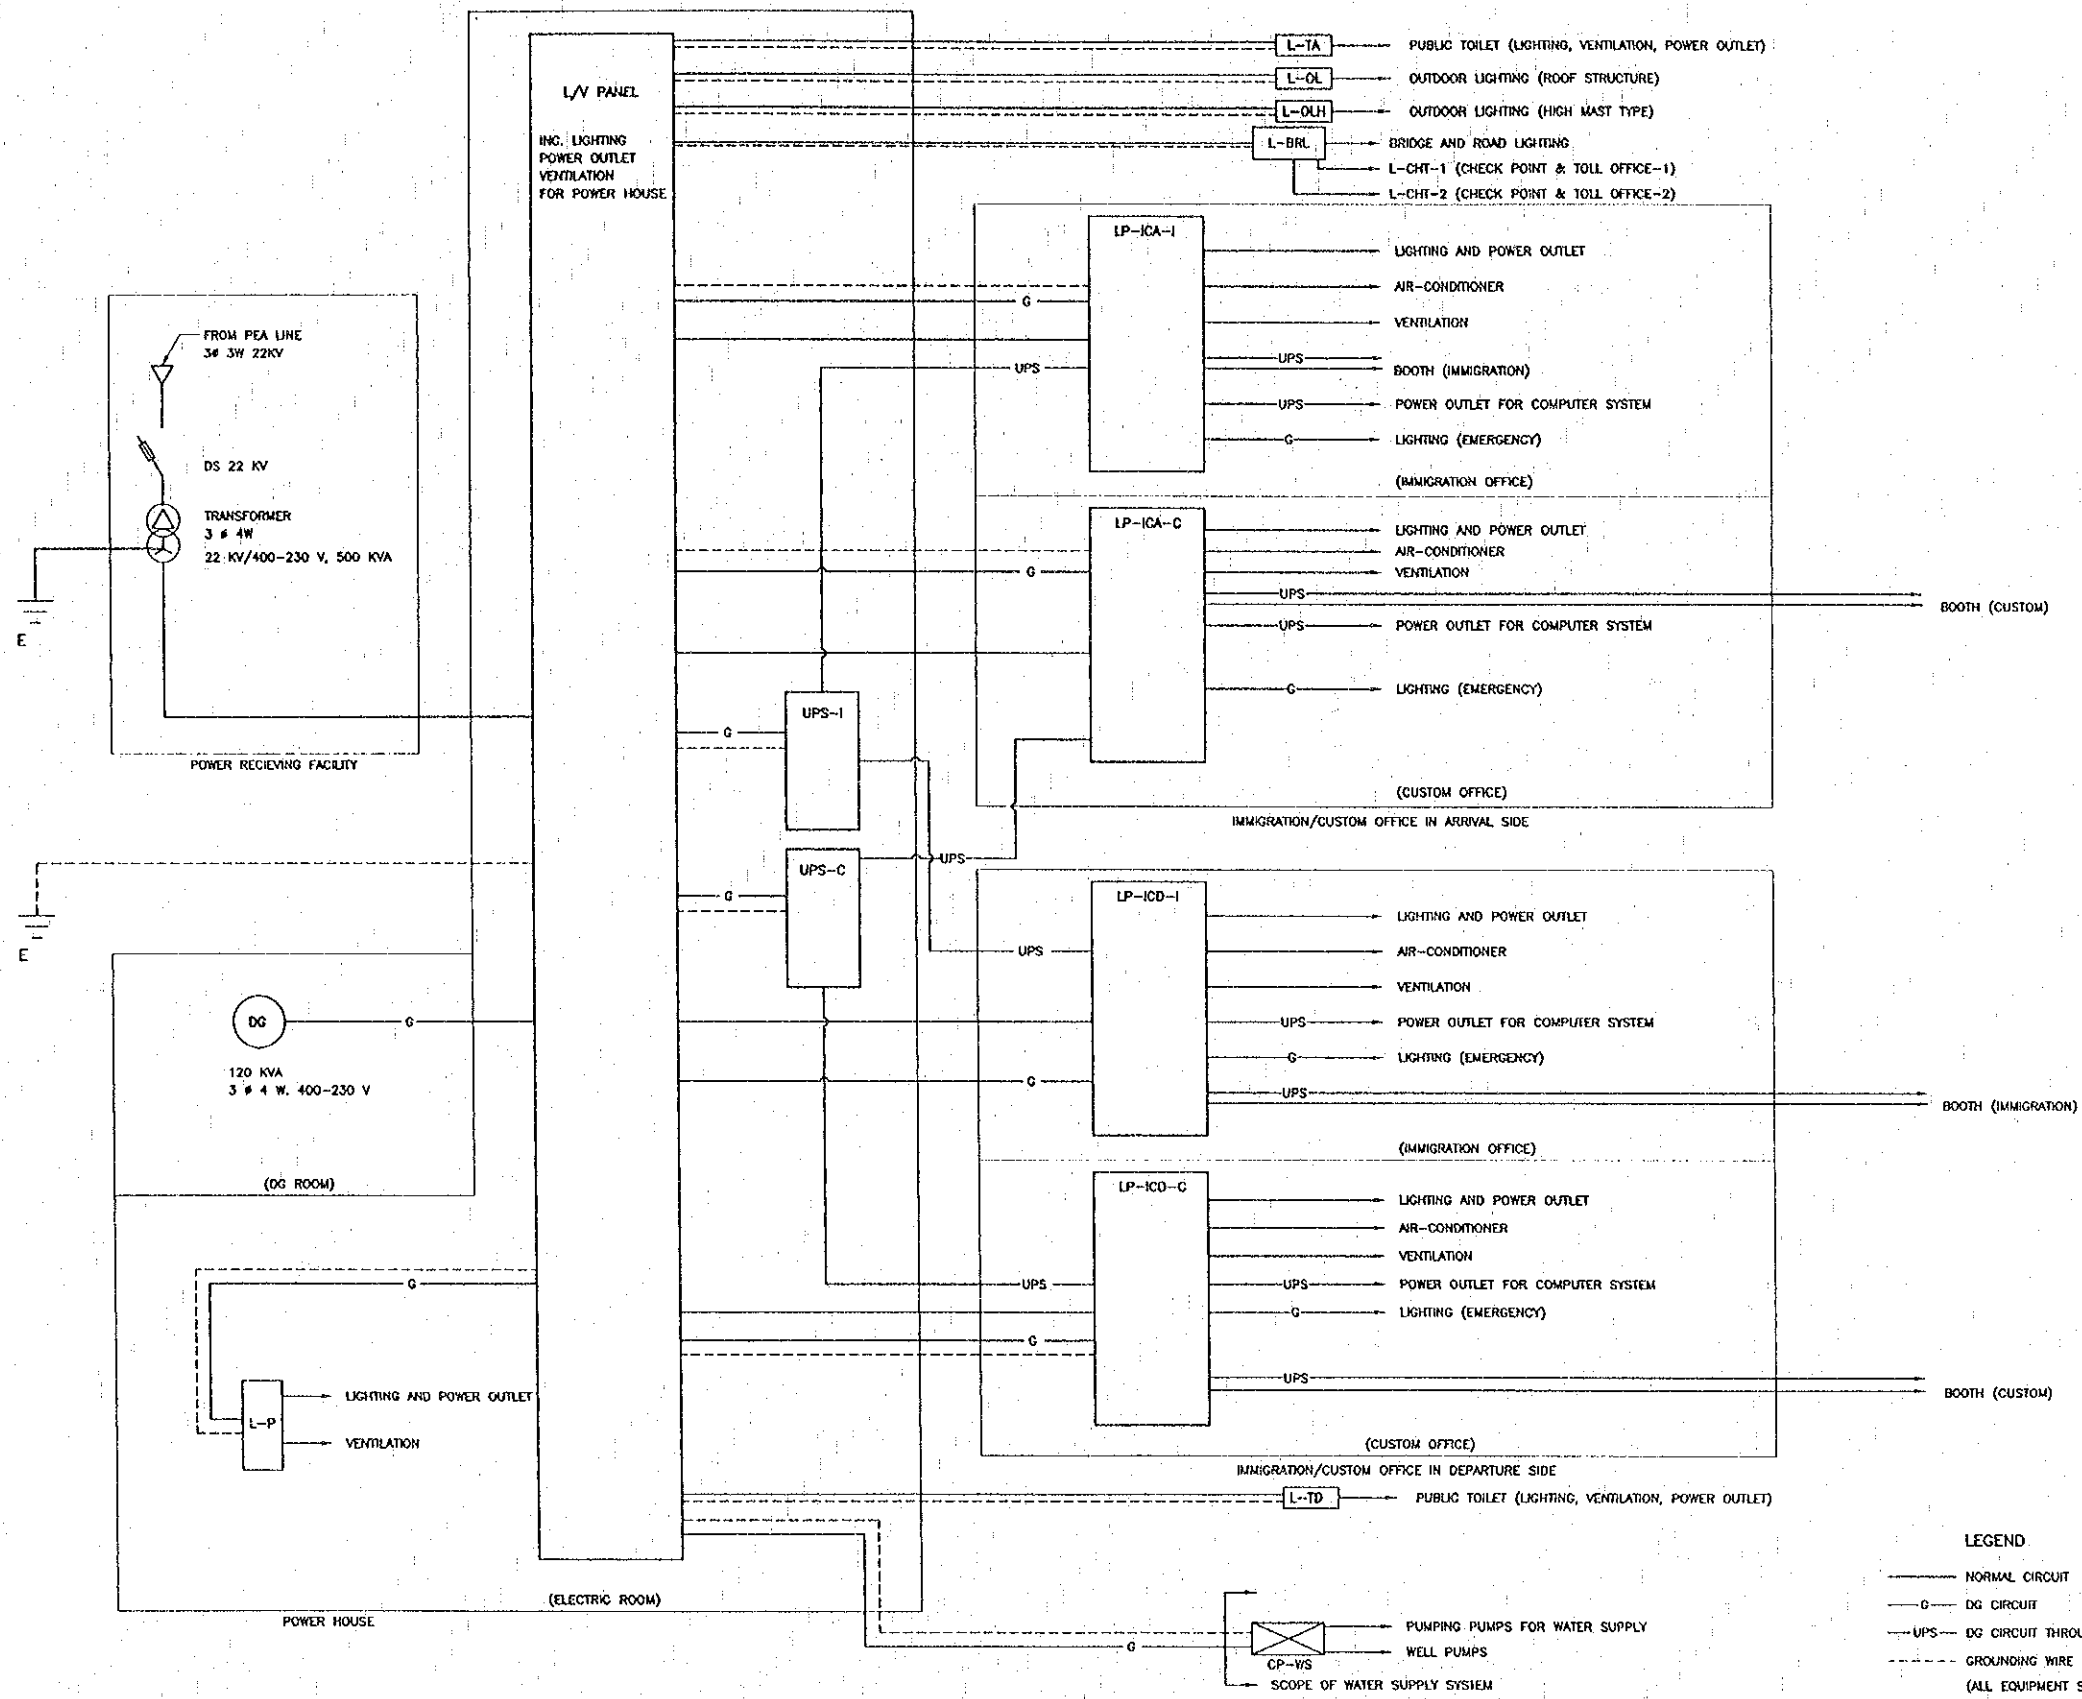 L/V PANEL
INC. LIGHTING
POWER OUTLET
VENTILATION
FOR POWER HOUSE
L-TA
PUBLIC TOILET (LIGHTING, VENTILATION, POWER OUTLET)
L-OL
OUTDOOR LIGHTING (ROOF STRUCTURE)
L-OLH
OUTDOOR LIGHTING (HIGH MAST TYPE)
L-BRL
BRIDGE AND ROAD LIGHTING
L-CHT-1 (CHECK POINT & TOLL OFFICE-1)
L-CHT-2 (CHECK POINT & TOLL OFFICE-2)
FROM PEA LINE
3ø 3W 22KV
DS 22 KV
TRANSFORMER
3 ø 4W
22 KV/400-230 V, 500 KVA
E
POWER RECIEVING FACILITY
G
UPS
LP-ICA-I
LIGHTING AND POWER OUTLET
AIR-CONDITIONER
VENTILATION
UPS
BOOTH (IMMIGRATION)
UPS
POWER OUTLET FOR COMPUTER SYSTEM
G
LIGHTING (EMERGENCY)
(IMMIGRATION OFFICE)
G
LP-ICA-C
LIGHTING AND POWER OUTLET
AIR-CONDITIONER
VENTILATION
UPS
BOOTH (CUSTOM)
UPS
POWER OUTLET FOR COMPUTER SYSTEM
G
LIGHTING (EMERGENCY)
(CUSTOM OFFICE)
IMMIGRATION/CUSTOM OFFICE IN ARRIVAL SIDE
G
UPS-I
G
UPS-C
UPS
E
DG
G
120 KVA
3 ø 4 W. 400-230 V
(DG ROOM)
UPS
G
LP-ICD-I
LIGHTING AND POWER OUTLET
AIR-CONDITIONER
VENTILATION
UPS
POWER OUTLET FOR COMPUTER SYSTEM
G
LIGHTING (EMERGENCY)
UPS
BOOTH (IMMIGRATION)
(IMMIGRATION OFFICE)
UPS
G
LP-ICD-C
LIGHTING AND POWER OUTLET
AIR-CONDITIONER
VENTILATION
UPS
POWER OUTLET FOR COMPUTER SYSTEM
G
LIGHTING (EMERGENCY)
UPS
BOOTH (CUSTOM)
(CUSTOM OFFICE)
IMMIGRATION/CUSTOM OFFICE IN DEPARTURE SIDE
G
L-P
LIGHTING AND POWER OUTLET
VENTILATION
L-TD
PUBLIC TOILET (LIGHTING, VENTILATION, POWER OUTLET)
(ELECTRIC ROOM)
POWER HOUSE
G
CP-WS
PUMPING PUMPS FOR WATER SUPPLY
WELL PUMPS
SCOPE OF WATER SUPPLY SYSTEM
LEGEND
NORMAL CIRCUIT
G DG CIRCUIT
UPS DG CIRCUIT
GROUNDING WIRE
(ALL EQUIPMENT